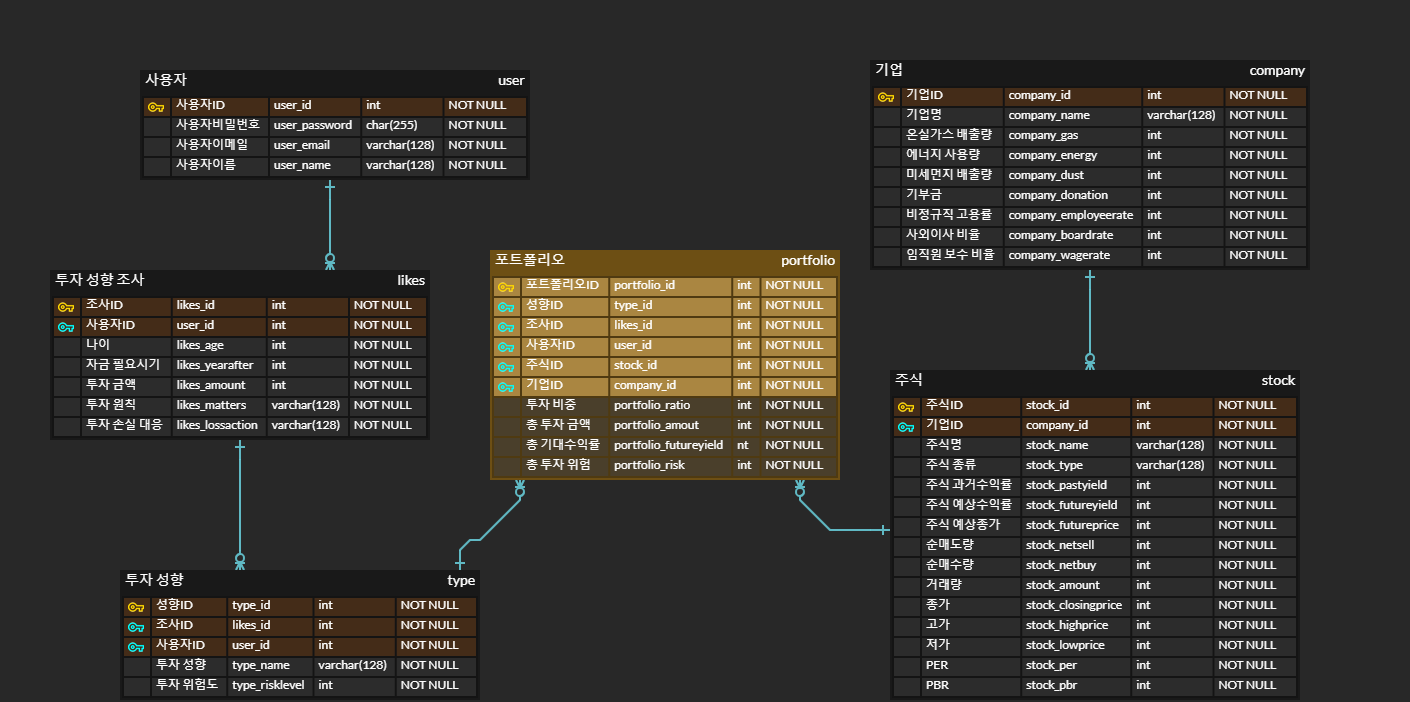 사용자 user
사용자ID user_id int NOT NULL
사용자비밀번호 user_password char(255) NOT NULL
사용자이메일 user_email varchar(128) NOT NULL
사용자이름 user_name varchar(128) NOT NULL
기업 company
기업ID company_id int NOT NULL
기업명 company_name varchar(128) NOT NULL
온실가스 배출량 company_gas int NOT NULL
에너지 사용량 company_energy int NOT NULL
미세먼지 배출량 company_dust int NOT NULL
기부금 company_donation int NOT NULL
비정규직 고용률 company_employeerate int NOT NULL
사외이사 비율 company_boardrate int NOT NULL
임직원 보수 비율 company_wagerate int NOT NULL
투자 성향 조사 likes
조사ID likes_id int NOT NULL
사용자ID user_id int NOT NULL
나이 likes_age int NOT NULL
자금 필요시기 likes_yearafter int NOT NULL
투자 금액 likes_amount int NOT NULL
투자 원칙 likes_matters varchar(128) NOT NULL
투자 손실 대응 likes_lossaction varchar(128) NOT NULL
포트폴리오 portfolio
포트폴리오ID portfolio_id int NOT NULL
성향ID type_id int NOT NULL
조사ID likes_id int NOT NULL
사용자ID user_id int NOT NULL
주식ID stock_id int NOT NULL
기업ID company_id int NOT NULL
투자 비중 portfolio_ratio int NOT NULL
총 투자 금액 portfolio_amout int NOT NULL
총 기대수익률 portfolio_futureyield nt NOT NULL
총 투자 위험 portfolio_risk int NOT NULL
주식 stock
주식ID stock_id int NOT NULL
기업ID company_id int NOT NULL
주식명 stock_name varchar(128) NOT NULL
주식 종류 stock_type varchar(128) NOT NULL
주식 과거수익률 stock_pastyield int NOT NULL
주식 예상수익률 stock_futureyield int NOT NULL
주식 예상종가 stock_futureprice int NOT NULL
순매도량 stock_netsell int NOT NULL
순매수량 stock_netbuy int NOT NULL
거래량 stock_amount int NOT NULL
종가 stock_closingprice int NOT NULL
고가 stock_highprice int NOT NULL
저가 stock_lowprice int NOT NULL
PER stock_per int NOT NULL
PBR stock_pbr int NOT NULL
투자 성향 type
성향ID type_id int NOT NULL
조사ID likes_id int NOT NULL
사용자ID user_id int NOT NULL
투자 성향 type_name varchar(128) NOT NULL
투자 위험도 type_risklevel int NOT NULL